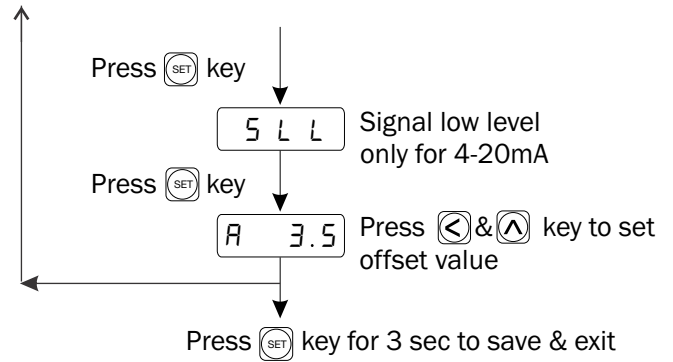 Press SET key
SLL
Signal low level
only for 4-20mA
Press SET key
A 3.5
Press < & ^ key to set
offset value
Press SET key for 3 sec to save & exit